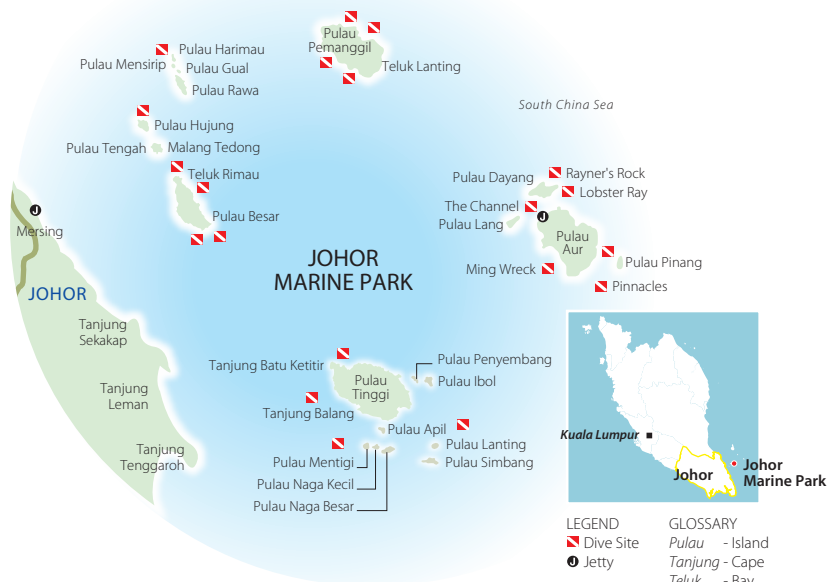 Pulau
Pemanggil
Teluk Lanting
Pulau Harimau
Pulau Mensirip
Pulau Gual
Pulau Rawa
South China Sea
Pulau Hujung
Pulau Tengah
Malang Tedong
Teluk Rimau
Pulau Besar
Pulau Dayang
Rayner's Rock
Lobster Ray
The Channel
Pulau Lang
Pulau
Aur
Pulau Pinang
Ming Wreck
Pinnacles
J
J
Mersing
JOHOR
JOHOR
MARINE PARK
Tanjung
Sekakap
Tanjung
Leman
Tanjung
Tenggaroh
Tanjung Batu Ketitir
Pulau
Tinggi
Pulau Penyembang
Pulau Ibol
Tanjung Balang
Pulau Apil
Pulau Lanting
Pulau Simbang
Pulau Mentigi
Pulau Naga Kecil
Pulau Naga Besar
Kuala Lumpur
Johor
Johor
Marine Park
LEGEND
Dive Site
J Jetty
GLOSSARY
Pulau - Island
Tanjung - Cape
Teluk - Bay